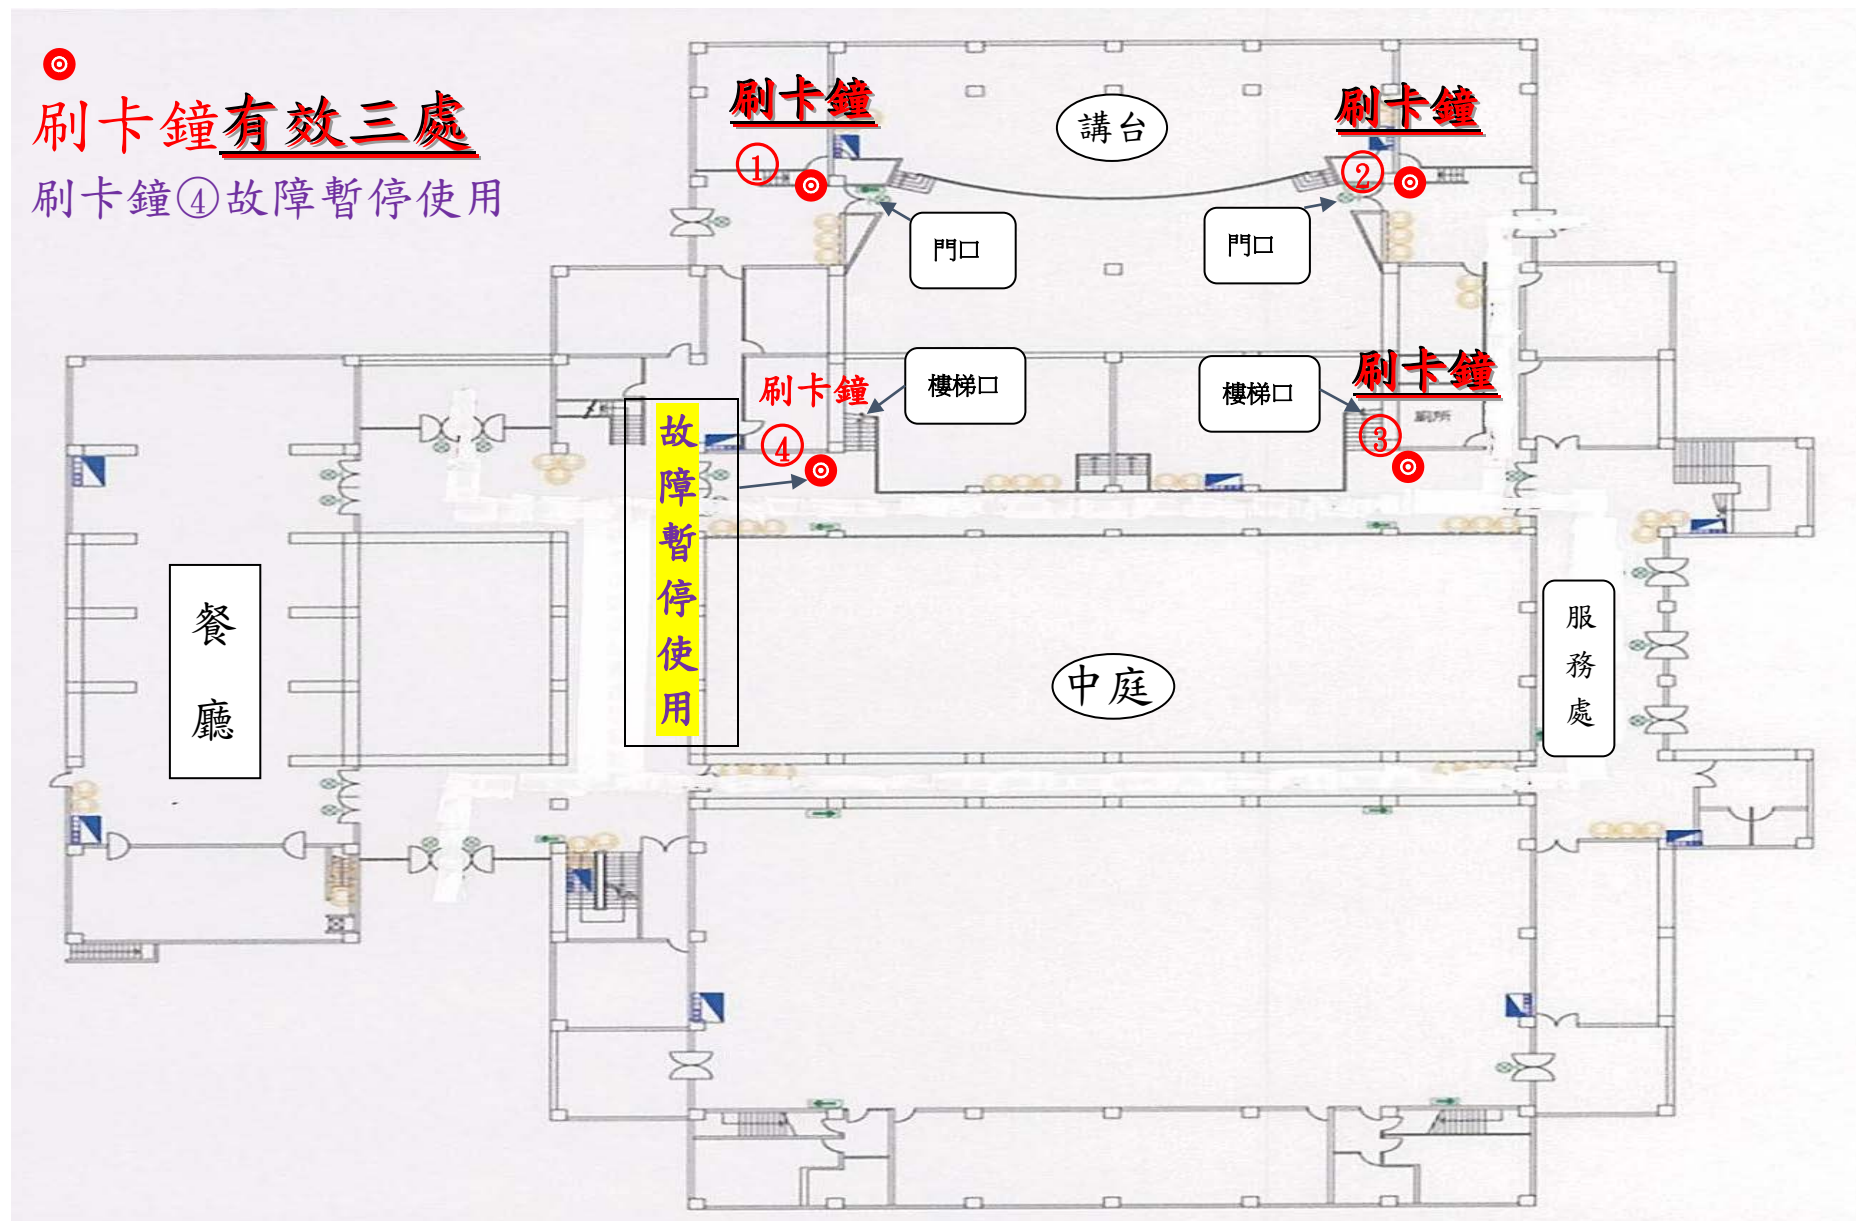 刷卡鐘有效三處
刷卡鐘④故障暫停使用
刷卡鐘
①
講台
刷卡鐘
②
門口
門口
刷卡鐘
④
樓梯口
樓梯口
刷卡鐘
③
廁所
故障暫停使用
餐廳
中庭
服務處